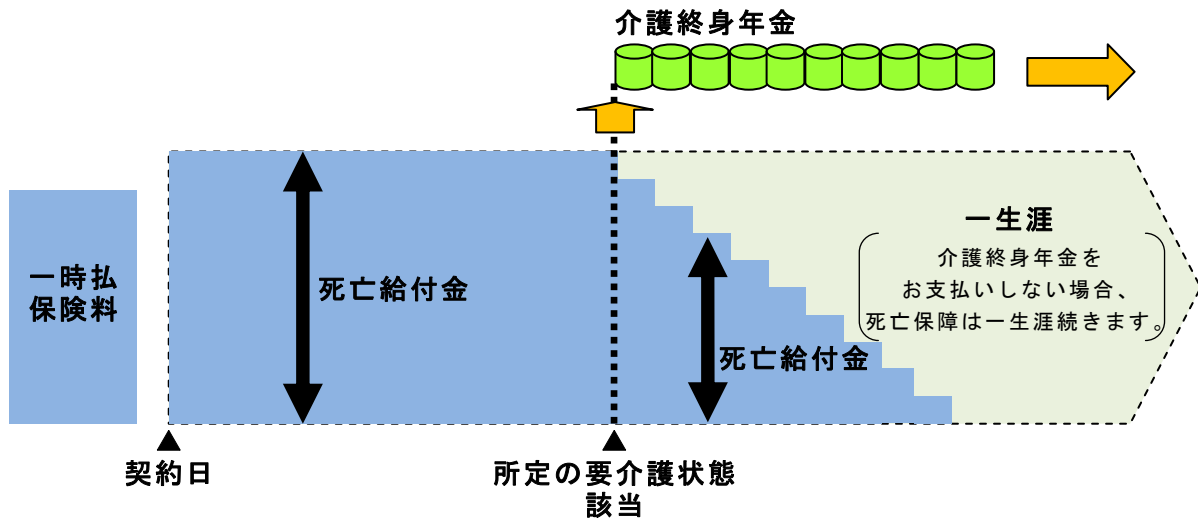 介護終身年金
一時払
保険料
死亡給付金
死亡給付金
一生涯
介護終身年金を
お支払いしない場合、
死亡保障は一生涯続きます。
契約日
所定の要介護状態
該当